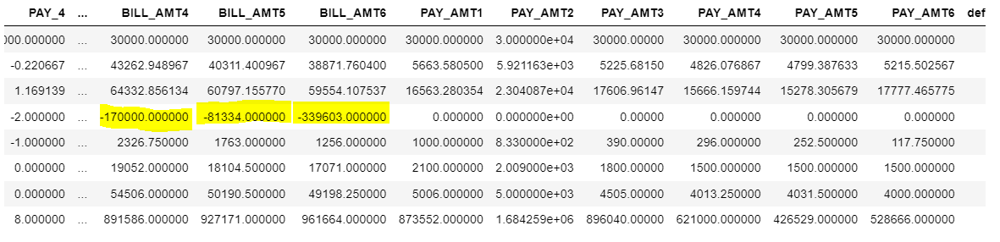 PAY_4 ... BILL_AMT4 BILL_AMT5 BILL_AMT6 PAY_AMT1 PAY_AMT2 PAY_AMT3 PAY_AMT4 PAY_AMT5 PAY_AMT6 def
00.000000 ... 30000.000000 30000.000000 30000.000000 30000.000000 3.000000e+04 30000.00000 30000.000000 30000.000000 30000.000000
-0.220667 ... 43262.948967 40311.400967 38871.760400 5663.580500 5.921163e+03 5225.68150 4826.076867 4799.387633 5215.502567
1.169139 ... 64332.856134 60797.155770 59554.107537 16563.280354 2.304087e+04 17606.96147 15666.159744 15278.305679 17777.465775
-2.000000 ... -170000.000000 -81334.000000 -339603.000000 0.000000 0.000000e+00 0.00000 0.000000 0.000000 0.000000
-1.000000 ... 2326.750000 1763.000000 1256.000000 1000.000000 8.330000e+02 390.00000 296.000000 252.500000 117.750000
0.000000 ... 19052.000000 18104.500000 17071.000000 2100.000000 2.009000e+03 1800.00000 1500.000000 1500.000000 1500.000000
0.000000 ... 54506.000000 50190.500000 49198.250000 5006.000000 5.000000e+03 4505.00000 4013.250000 4031.500000 4000.000000
8.000000 ... 891586.000000 927171.000000 961664.000000 873552.000000 1.684259e+06 896040.00000 621000.000000 426529.000000 528666.000000